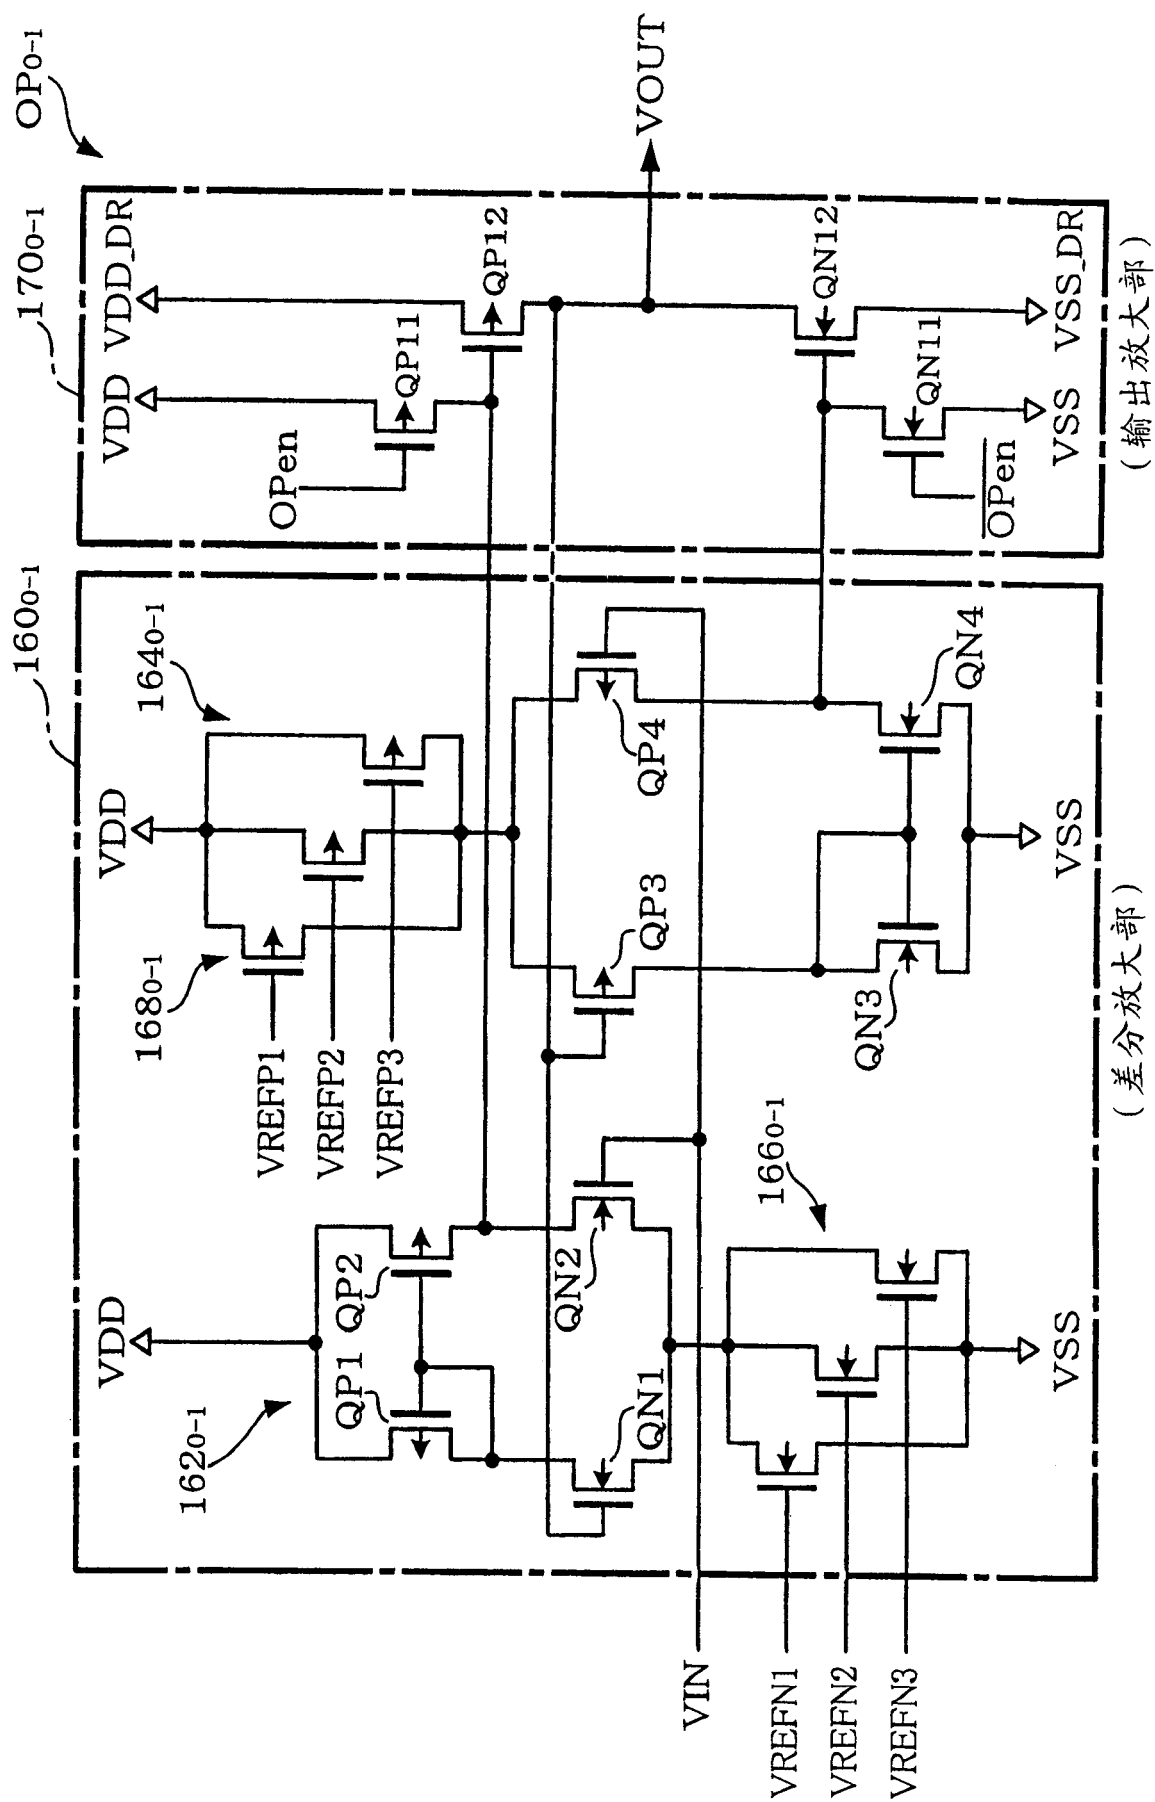 OP0-1
1600-1
1700-1
VDD
VDD
VDD
VDD_DR
1620-1
1640-1
1680-1
QP1
QP2
VREFP1
VREFP2
VREFP3
OPen
QP11
QP12
QN1
QN2
QP3
QP4
VOUT
VIN
1660-1
VREFN1
VREFN2
VREFN3
QN3
QN4
QN11
QN12
OPen
VSS
VSS
VSS
VSS_DR
(差分放大部)
(输出放大部)